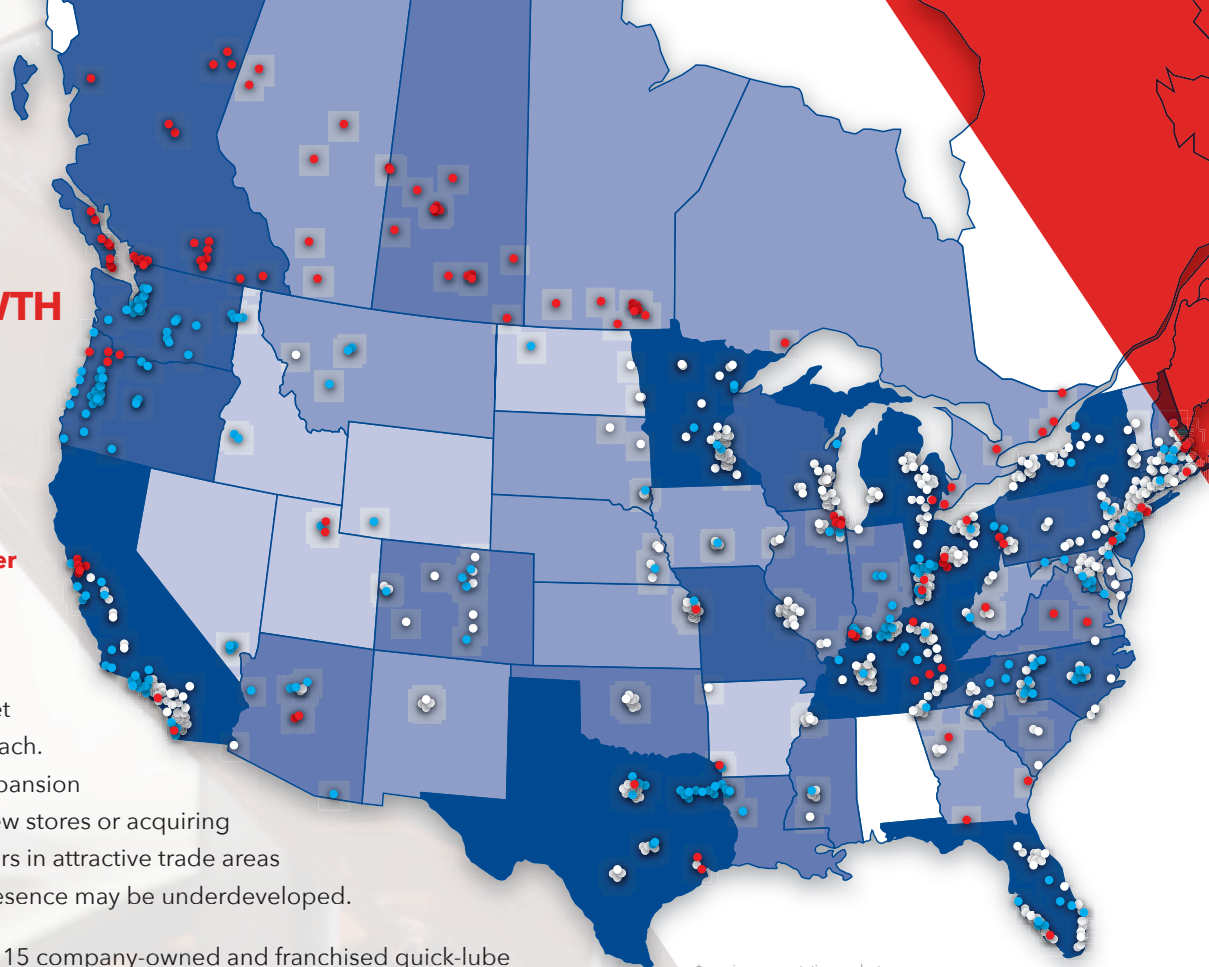 VTH
er
et
each.
pansion
ew stores or acquiring
rs in attractive trade areas
esence may be underdeveloped.
15 company-owned and franchised quick-lube